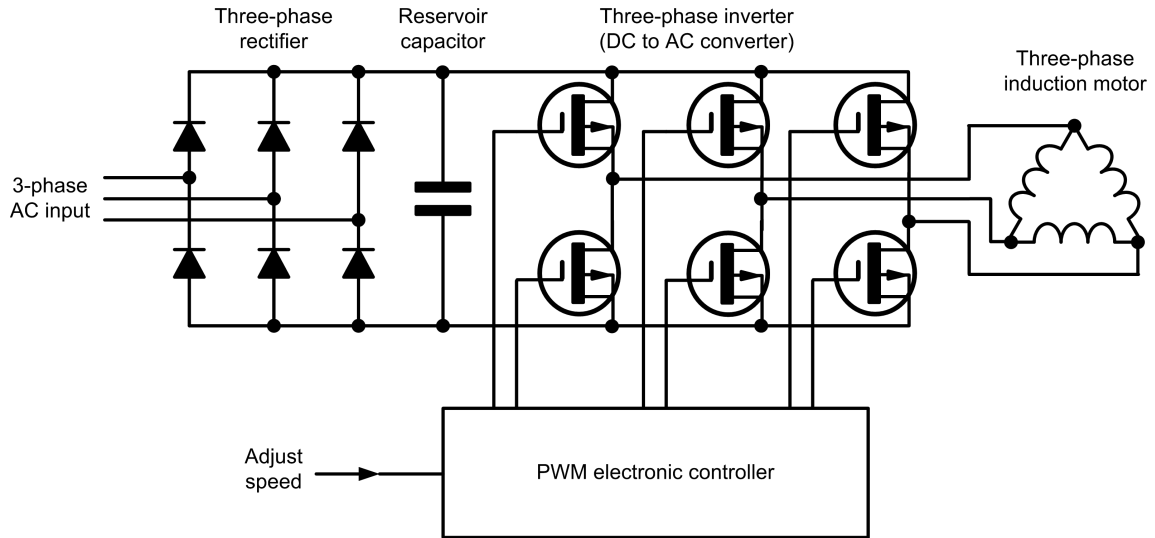 Three-phase
rectifier
Reservoir
capacitor
Three-phase inverter
(DC to AC converter)
Three-phase
induction motor
3-phase
AC input
Adjust
speed
PWM electronic controller